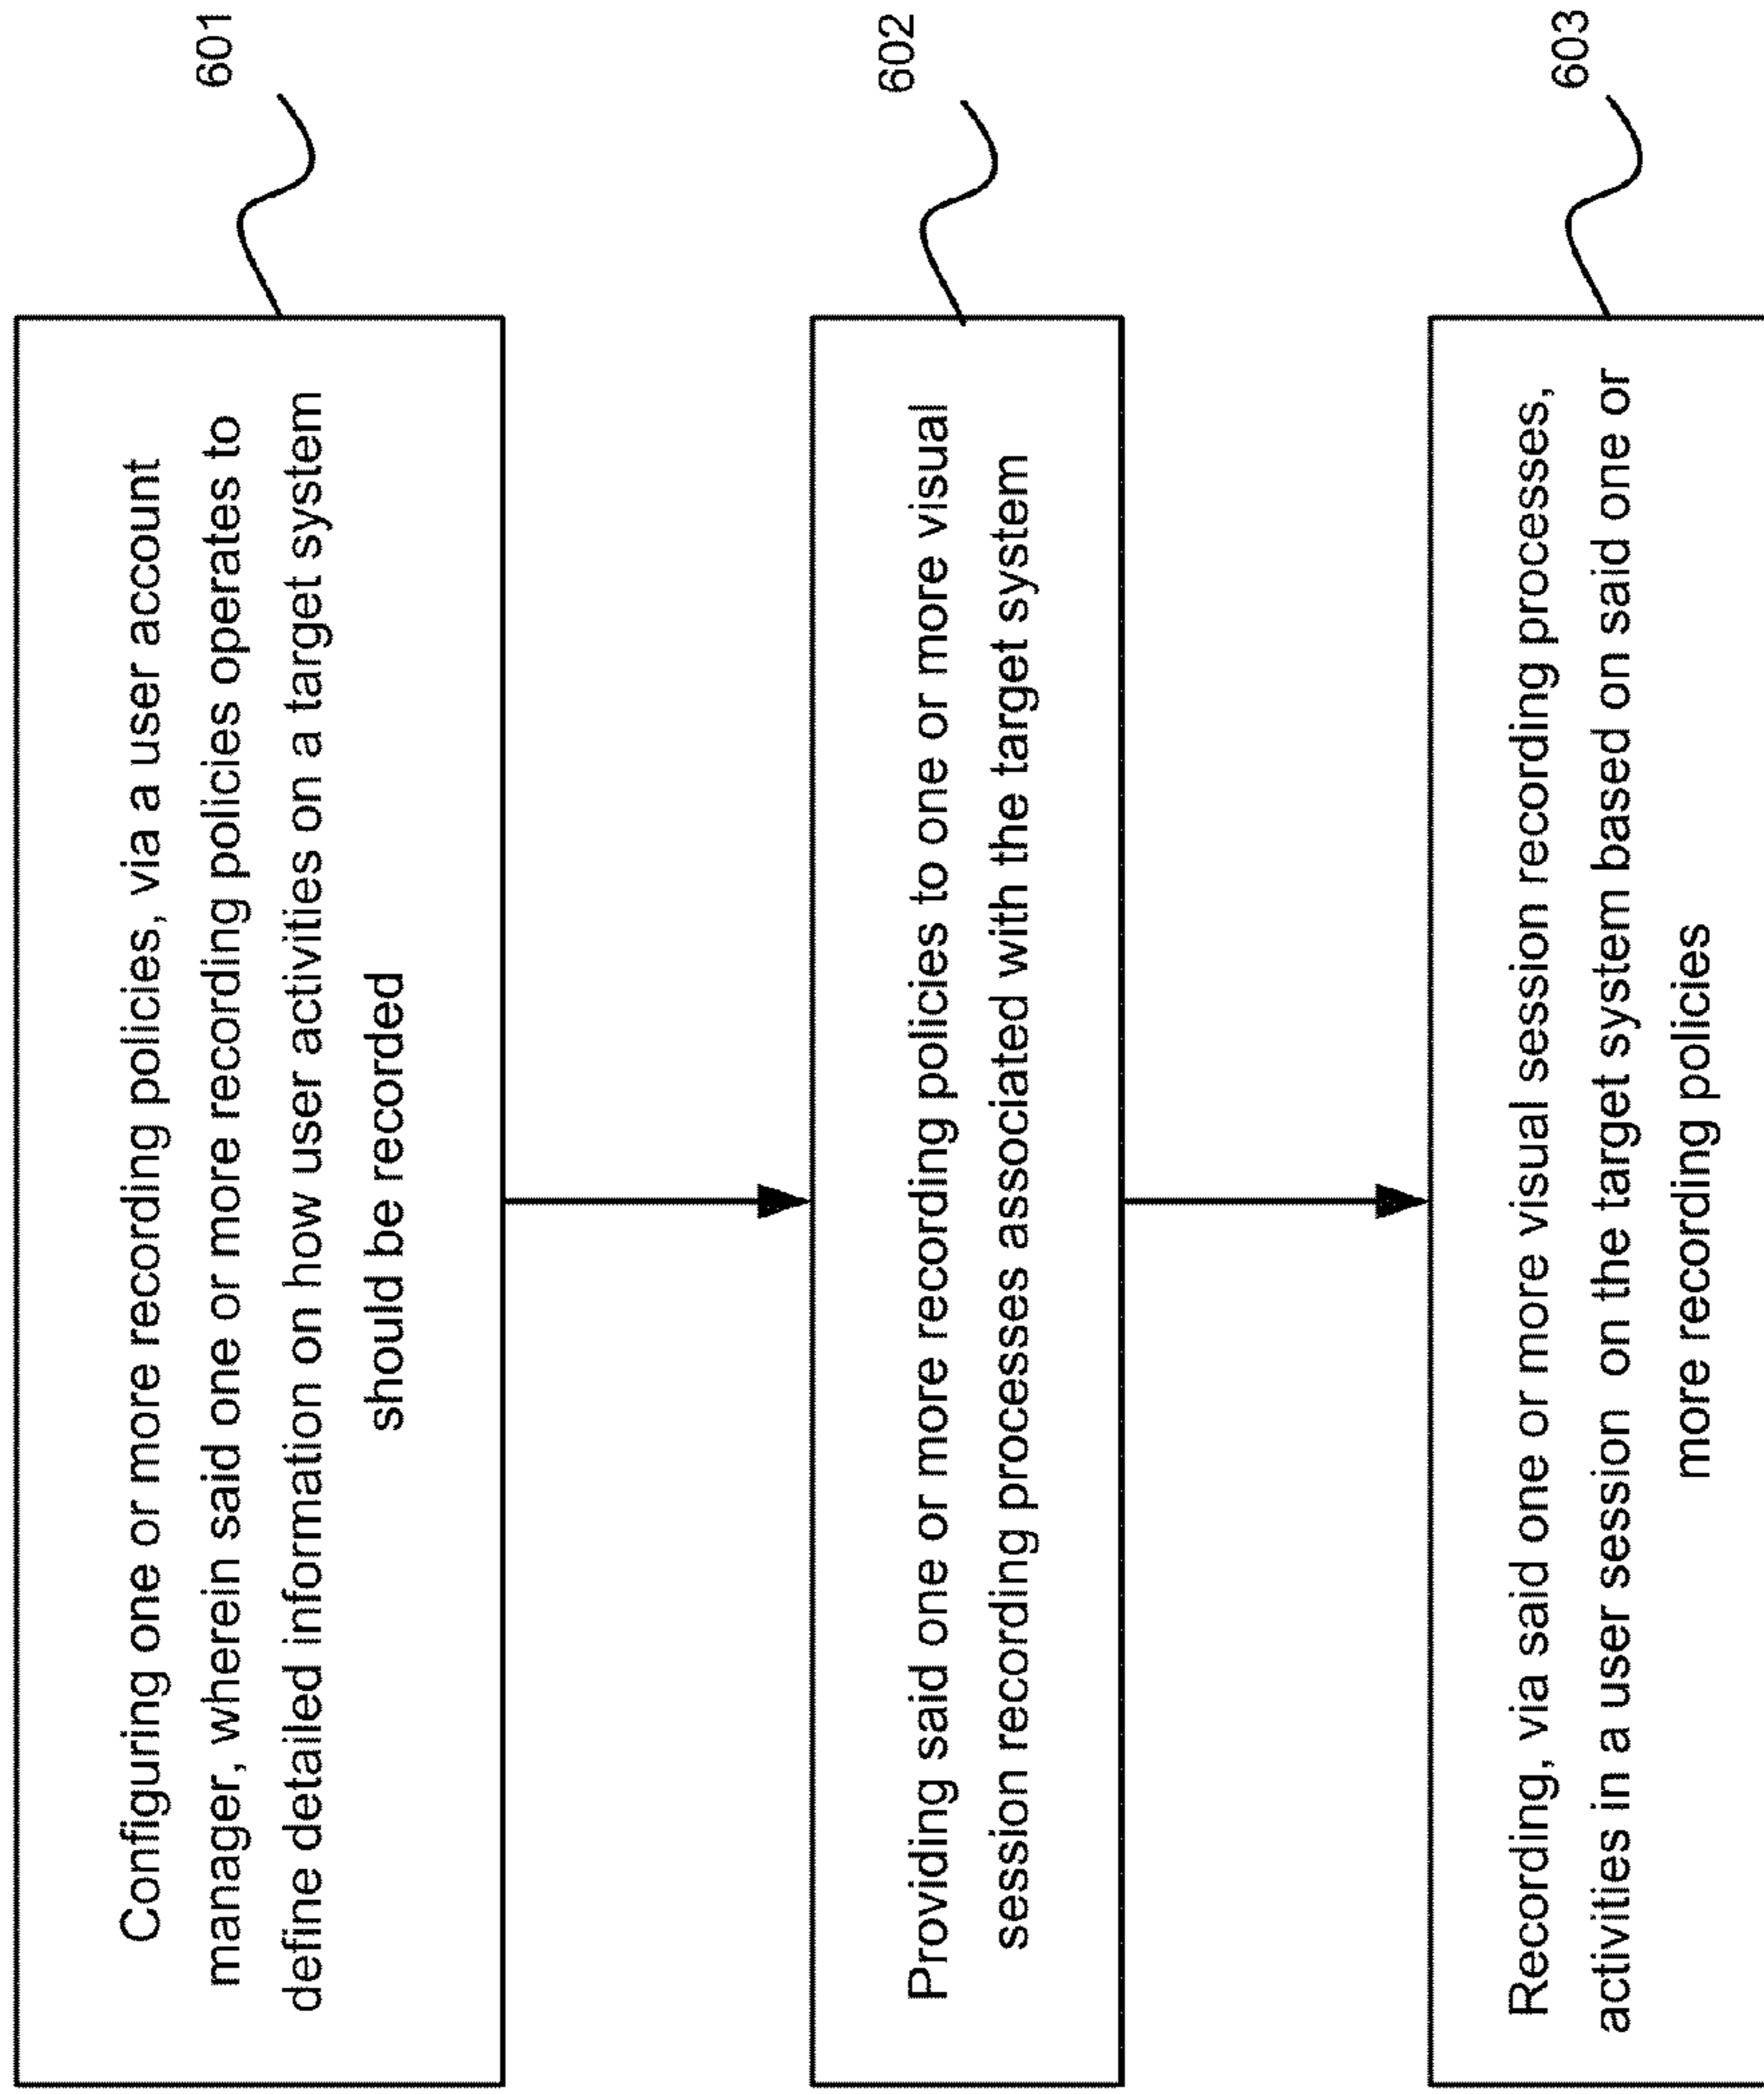 Configuring one or more recording policies, via a user account
manager, wherein said one or more recording policies operates to
define detailed information on how user activities on a target system
should be recorded
601
Providing said one or more recording policies to one or more visual
session recording processes associated with the target system
602
Recording, via said one or more visual session recording processes,
activities in a user session on the target system based on said one or
more recording policies
603